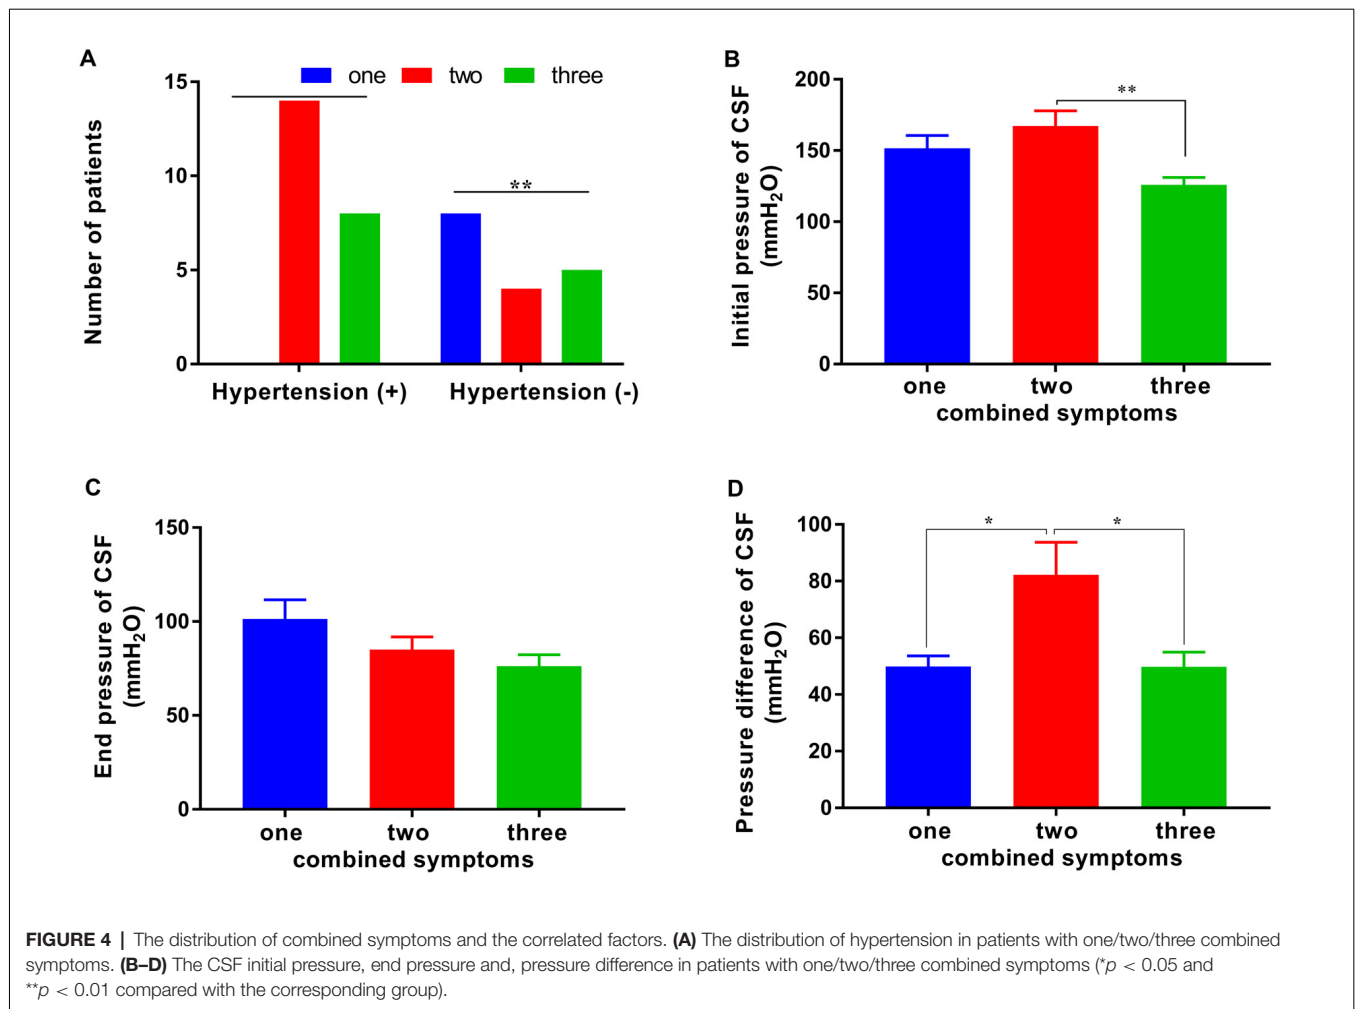 A
one two three
15
10
5
0
Number of patients
**
Hypertension (+) Hypertension (-)
B
200
150
100
50
0
Initial pressure of CSF
(mmH₂O)
**
one two three
combined symptoms
C
150
100
50
0
End pressure of CSF
(mmH₂O)
one two three
combined symptoms
D
100
80
60
40
20
0
Pressure difference of CSF
(mmH₂O)
* *
one two three
combined symptoms
FIGURE 4 | The distribution of combined symptoms and the correlated factors. (A) The distribution of hypertension in patients with one/two/three combined
symptoms. (B–D) The CSF initial pressure, end pressure and, pressure difference in patients with one/two/three combined symptoms (*p < 0.05 and
**p < 0.01 compared with the corresponding group).